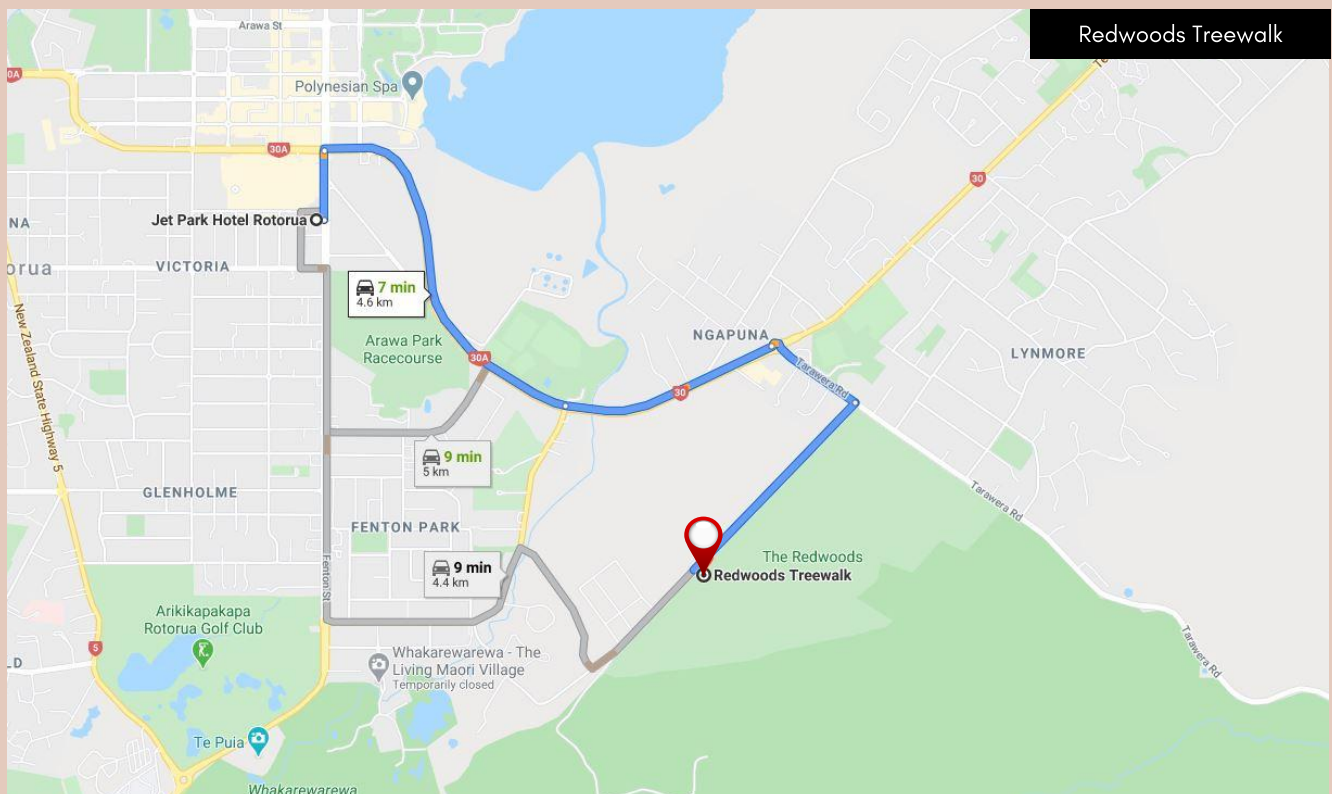 Redwoods Treewalk
Arawa St
30A
Polynesian Spa
30A
30
Jet Park Hotel Rotorua
NA
VICTORIA
orua
7 min
4.6 km
New Zealand State Highway 5
Arawa Park
Racecourse
30A
NGAPUNA
LYNMORE
Tarawera Rd
30
9 min
5 km
GLENHOLME
Tarawera Rd
FENTON PARK
9 min
4.4 km
Fenton St
The Redwoods
Redwoods Treewalk
Arikikapakapa
Rotorua Golf Club
5
LD
Whakarewarewa - The
Living Maori Village
Temporarily closed
Tarawera Rd
Te Puia
Whakarewarewa